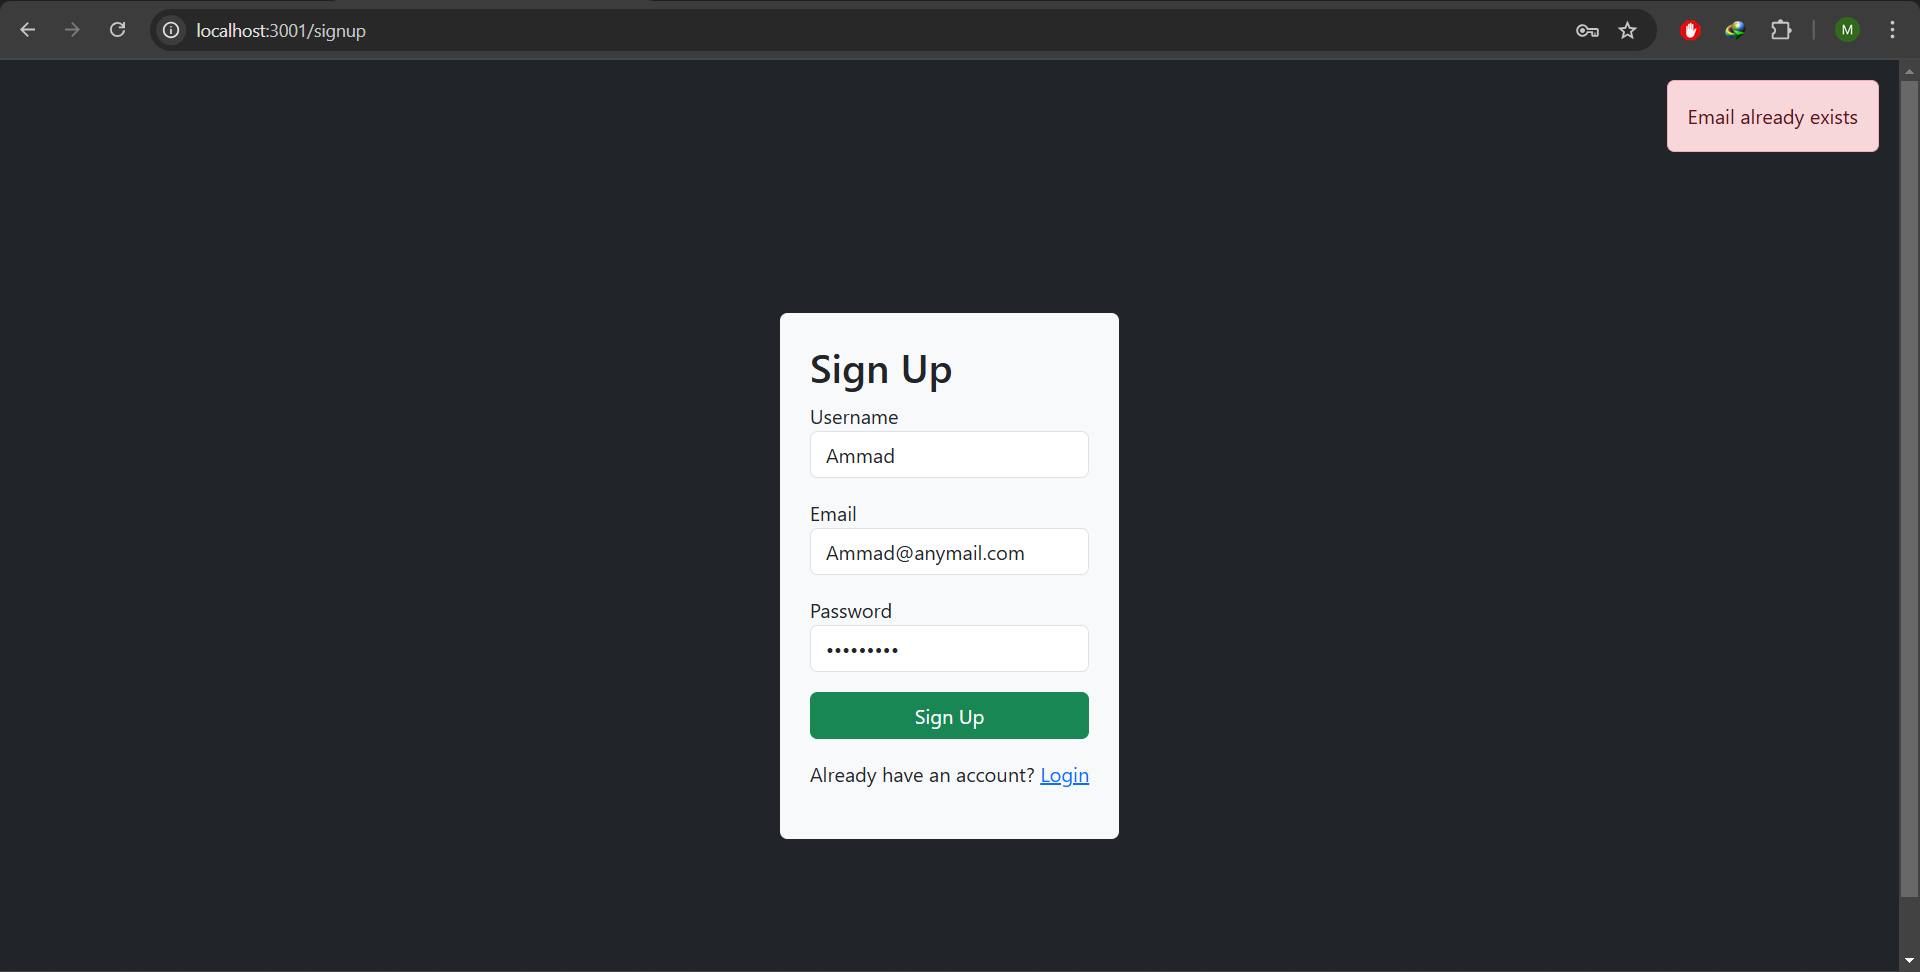 localhost:3001/signup
M
Email already exists
Sign Up
Username
Ammad
Email
Ammad@anymail.com
Password
•••••••••
Sign Up
Already have an account? Login